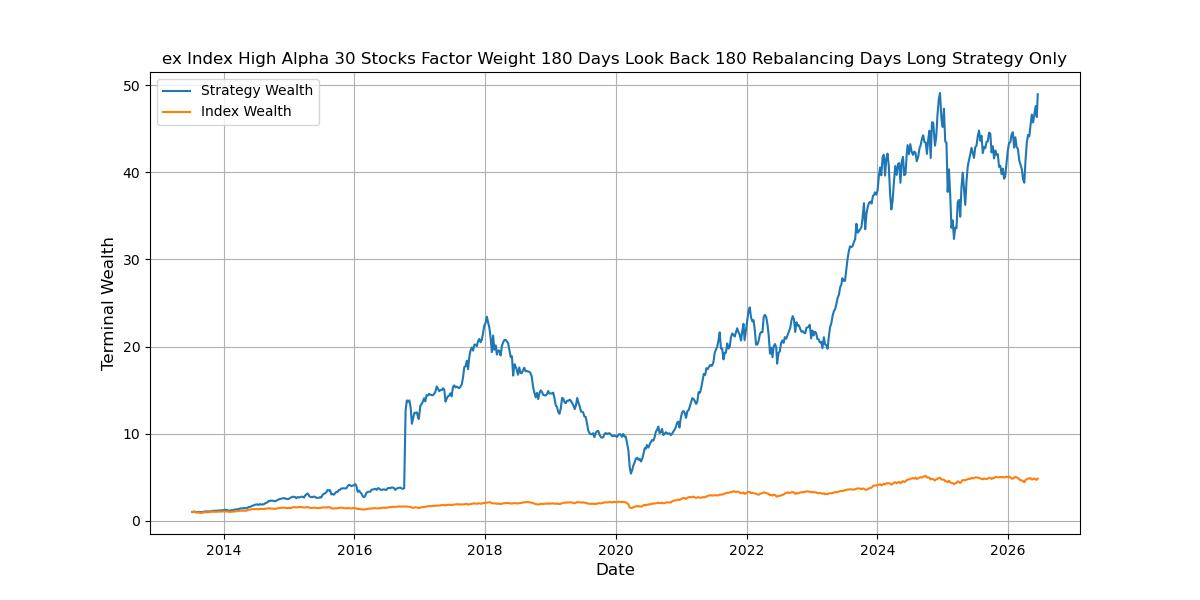 ex Index High Alpha 30 Stocks Factor Weight 180 Days Look Back 180 Rebalancing Days Long Strategy Only
Strategy Wealth
Index Wealth
Terminal Wealth
50
40
30
20
10
0
2014 2016 2018 2020 2022 2024 2026
Date